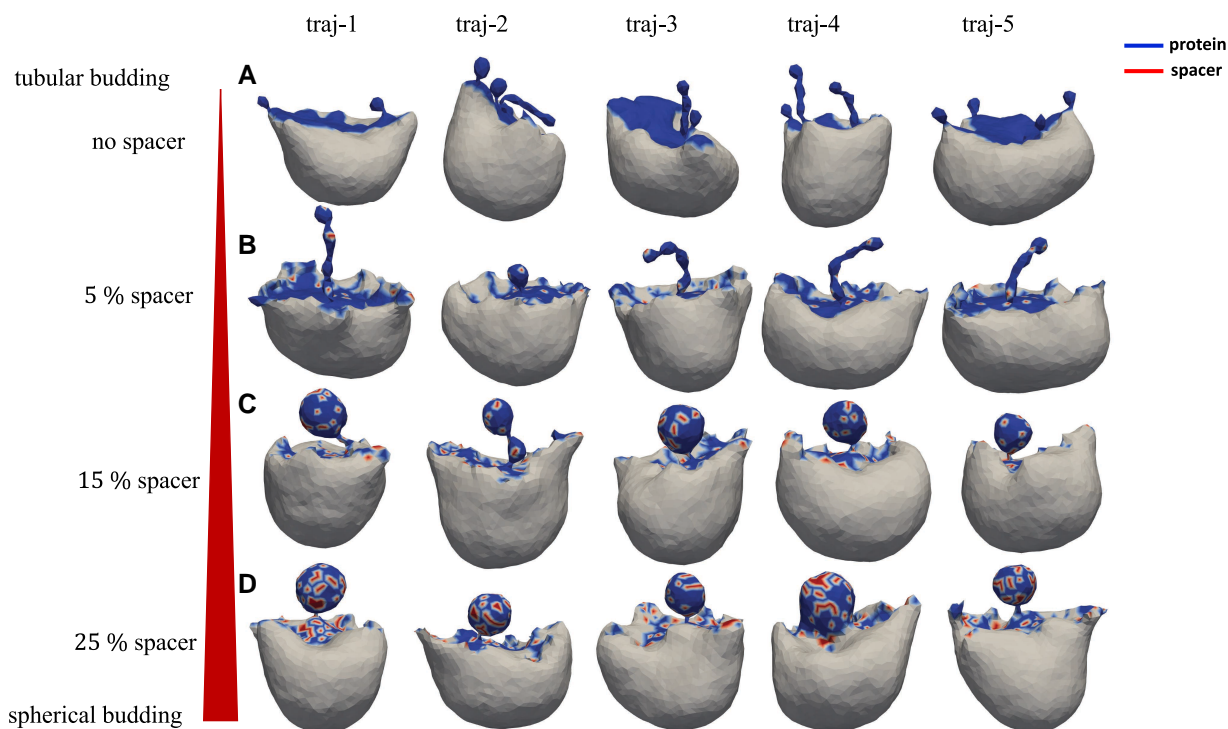 traj-1 traj-2 traj-3 traj-4 traj-5
protein
spacer
tubular budding
A
no spacer
B
5 % spacer
C
15 % spacer
D
25 % spacer
spherical budding